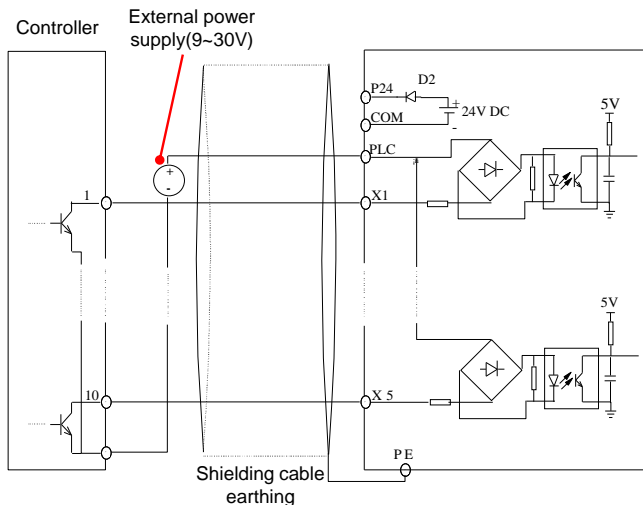 Controller
External power
supply(9~30V)
P24
D2
+
24V DC
-
COM
5V
PLC
+
-
1
X1
5V
10
X 5
PE
Shielding cable
earthing